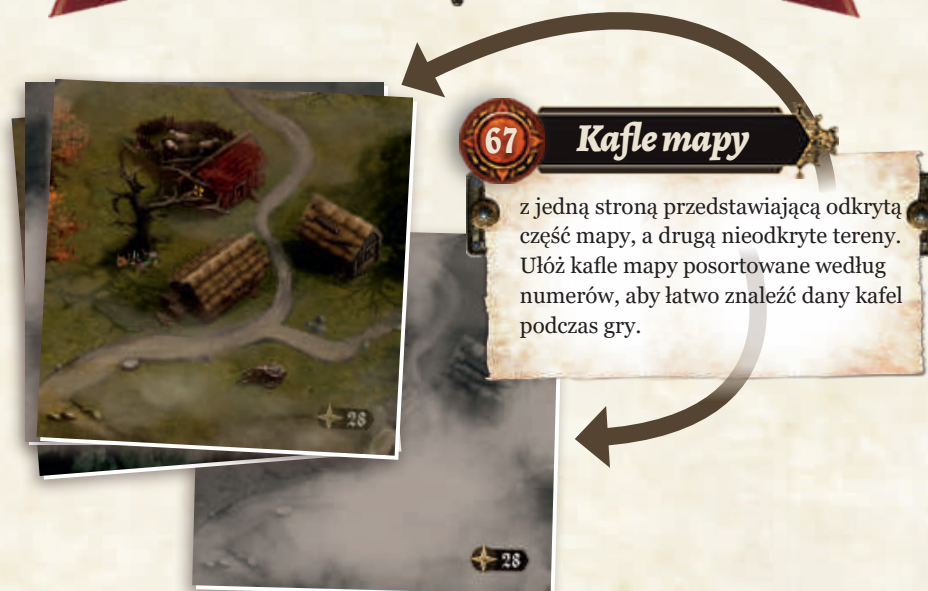 67
Kafle mapy
z jedną stroną przedstawiającą odkrytą
część mapy, a drugą nieodkryte tereny.
Ułóż kafle mapy posortowane według
numerów, aby łatwo znaleźć dany kafel
podczas gry.
28
28